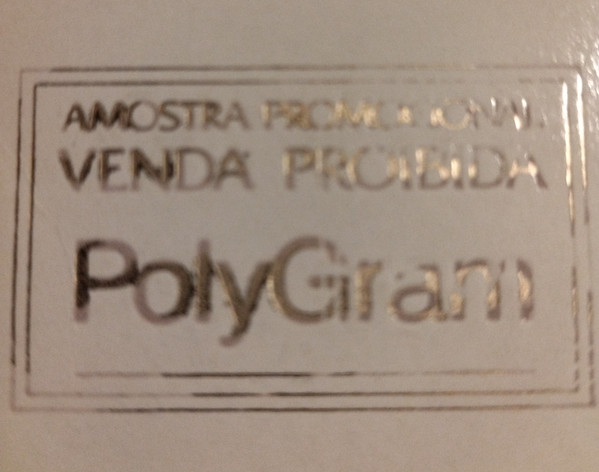 AMOSTRA PROMOCIONAL
VENDA PROIBIDA
PolyGram